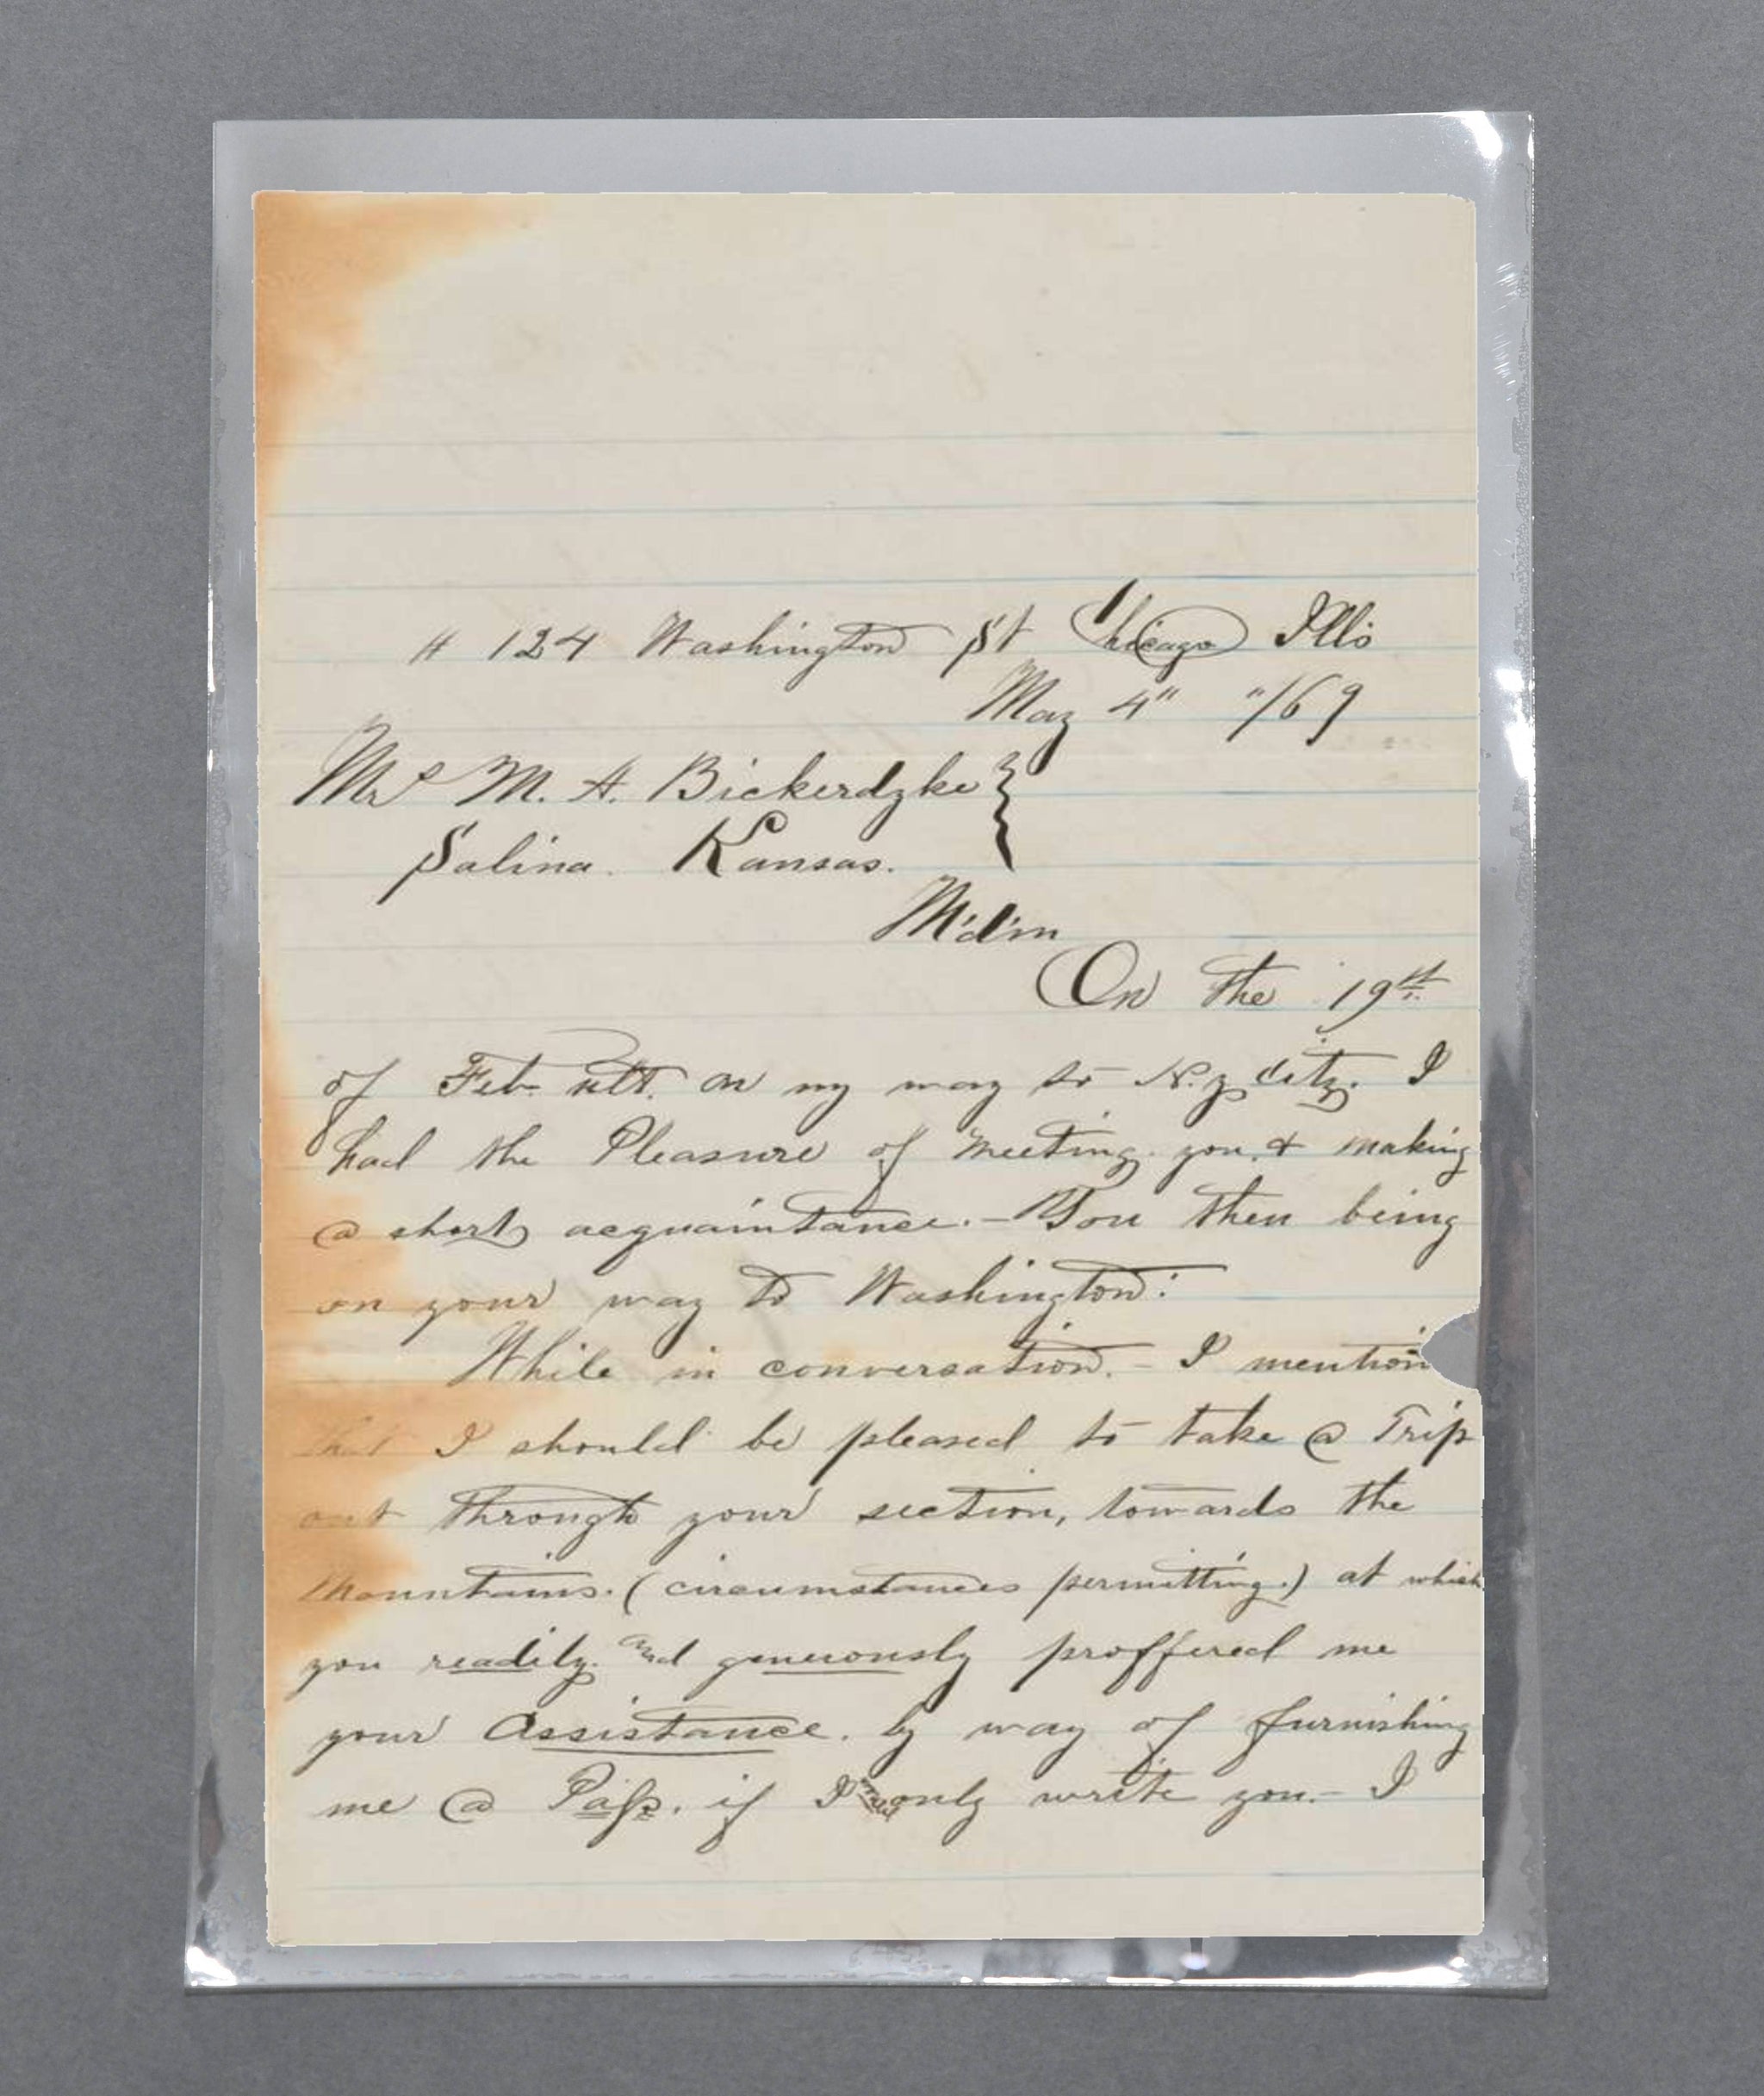 # 124 Washington St Chicago Ills
May 4" "/69
Mrs M. A. Bickerdyke
Salina. Kansas.
M'd'm
On the 19th
of Feb. ult. on my way to N.y City. I
had the Pleasure of meeting you, & making
a short acquaintance.– You then being
on your way to Washington:
While in conversation. – I mention
that I should be pleased to take a Trip
out through your section, towards the
Mountains. (circumstances permitting.) at which
you readily. and generously proffered me
your Assistance. by way of furnishing
me a Pass. if I would only write you.– I